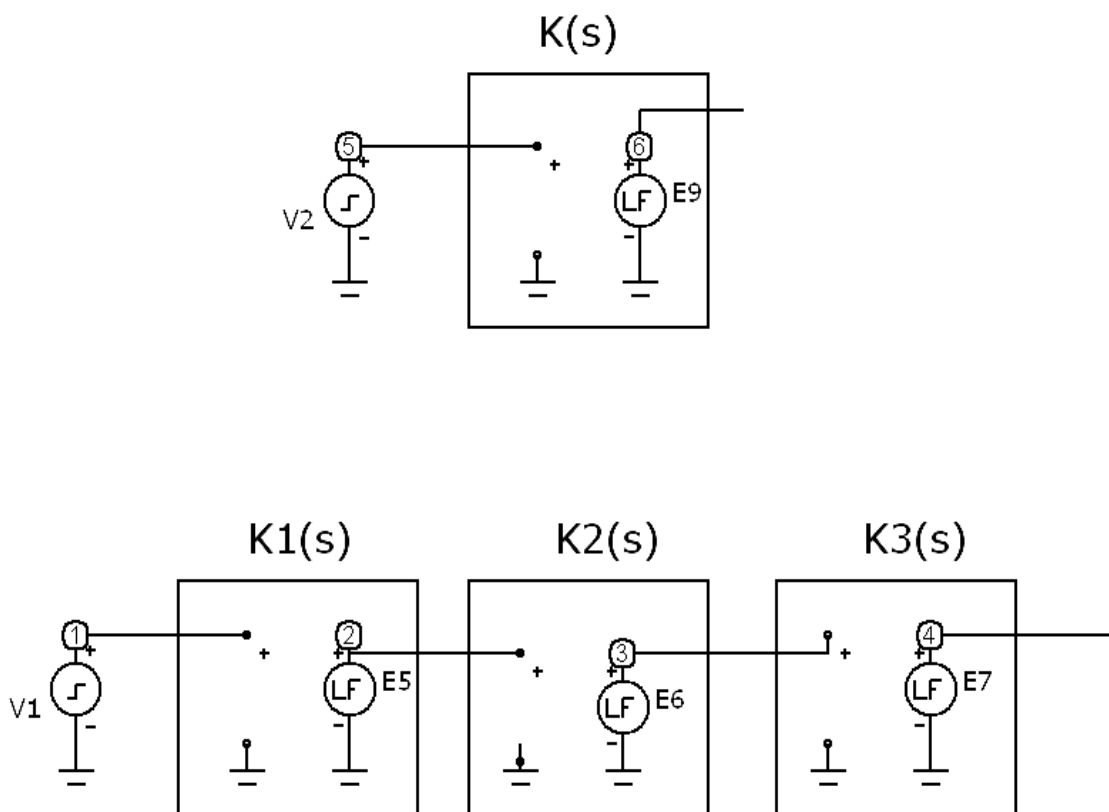 K(s)
5
6
+
+
+
LF
E9
V2
-
-
K1(s)
K2(s)
K3(s)
1
2
3
4
+
+
+
+
+
+
+
LF
E5
LF
E6
LF
E7
V1
-
-
-
-